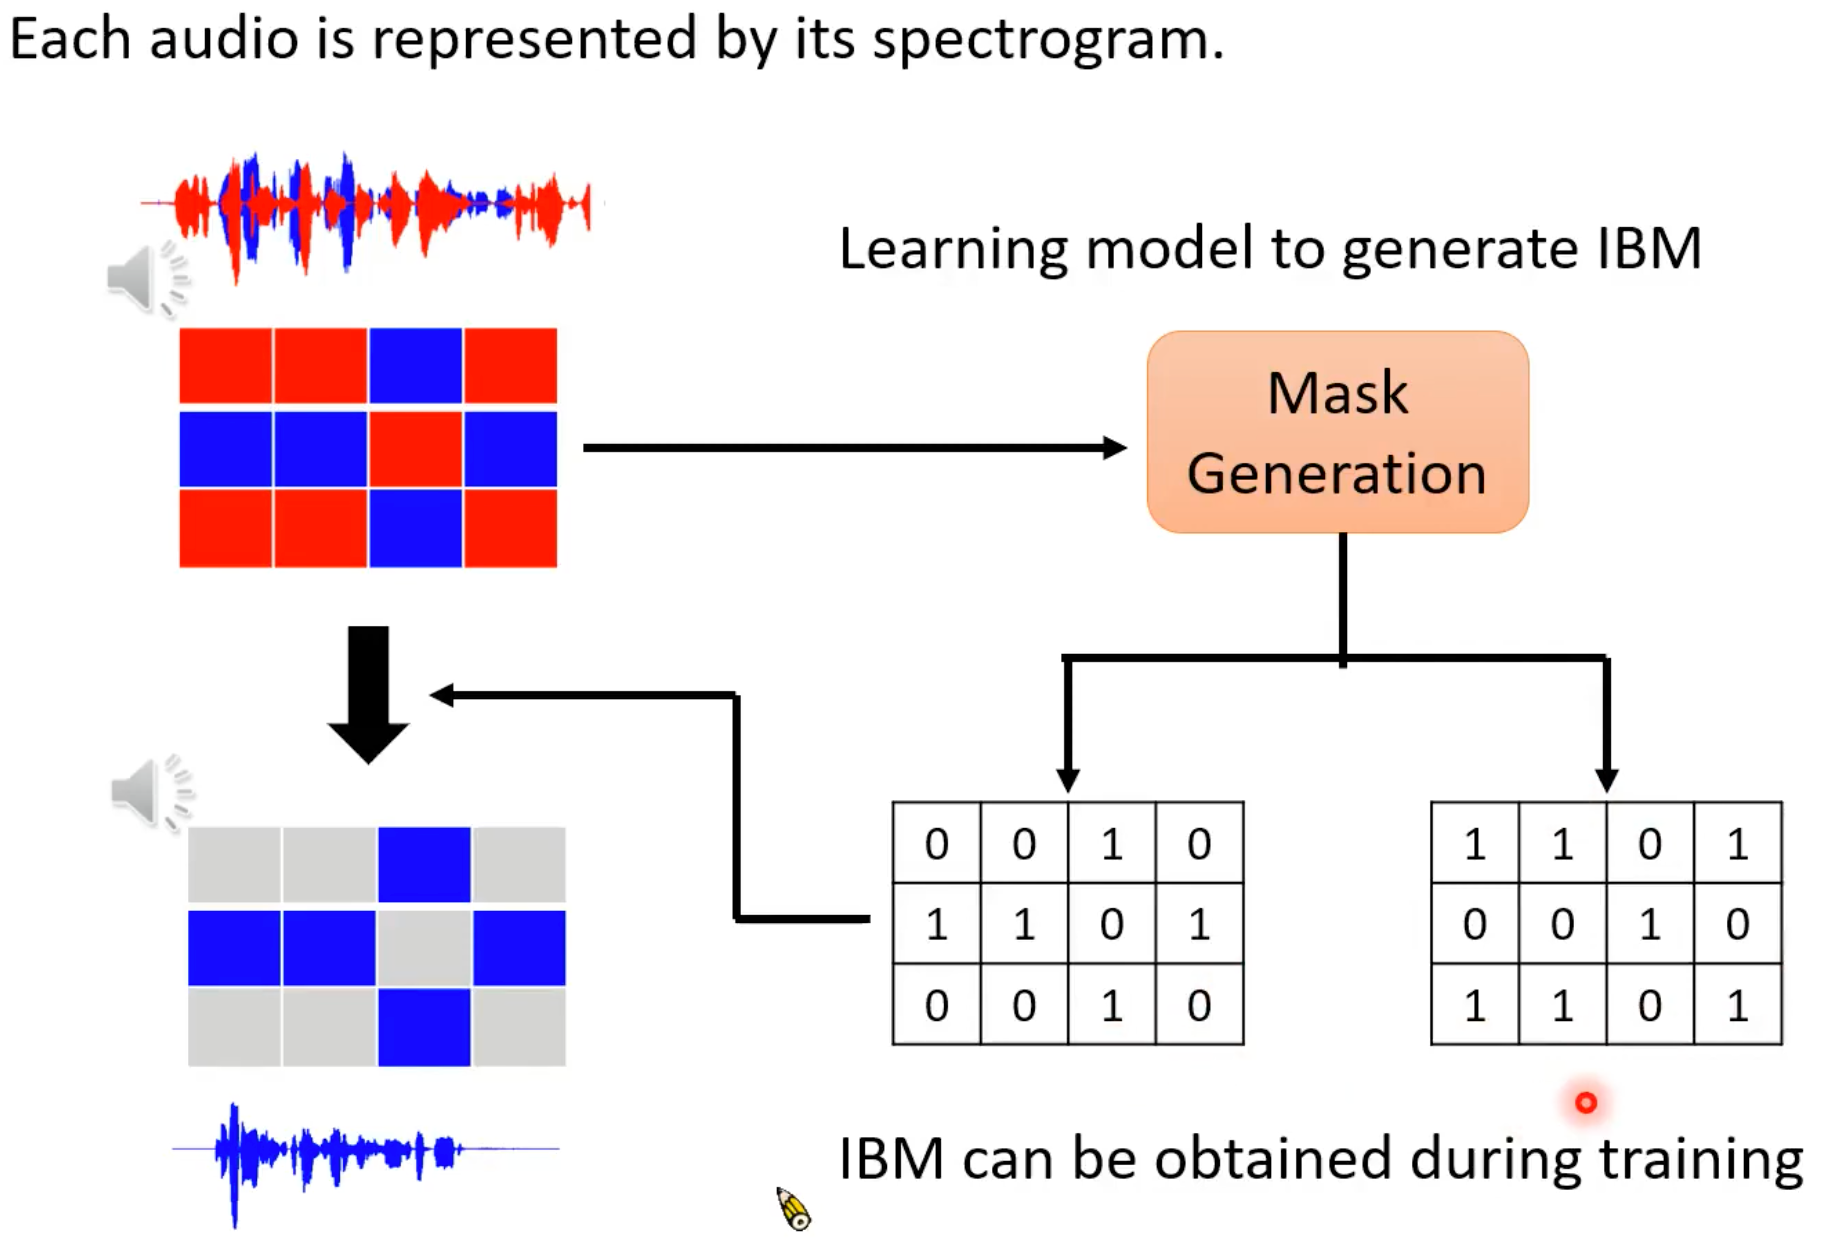 Each audio is represented by its spectrogram.
Learning model to generate IBM
Mask
Generation
0 0 1 0
1 1 0 1
0 0 1 0
1 1 0 1
0 0 1 0
1 1 0 1
IBM can be obtained during training